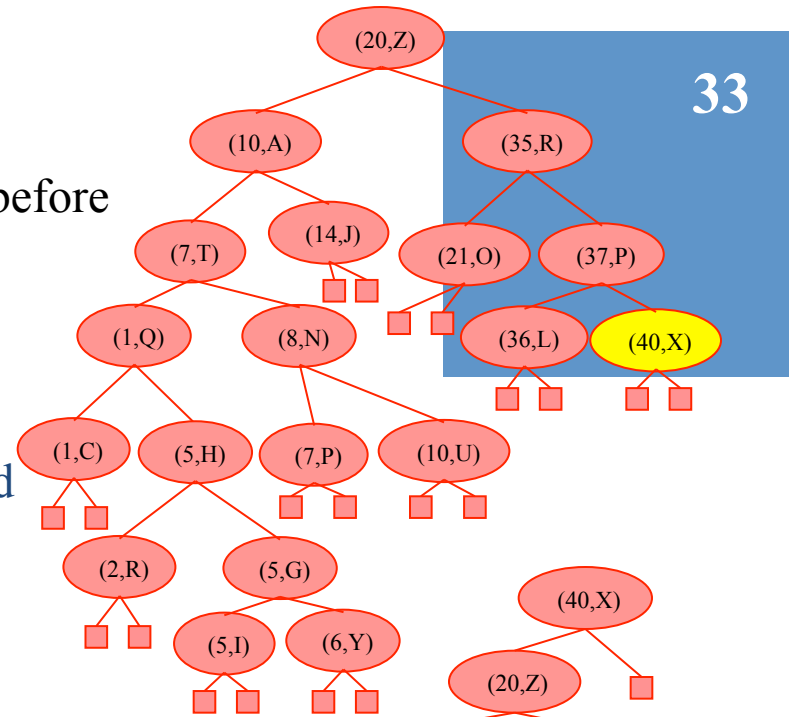 (20,Z)
33
(10,A)
(35,R)
before
(14,J)
(7,T)
(21,O)
(37,P)
(1,Q)
(8,N)
(36,L)
(40,X)
(1,C)
(5,H)
(7,P)
(10,U)
d
(2,R)
(5,G)
(40,X)
(5,I)
(6,Y)
(20,Z)